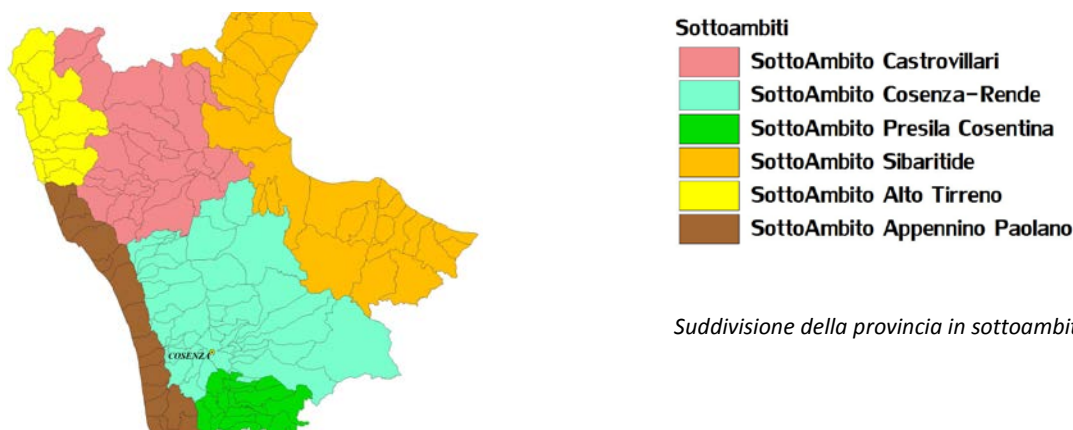 Sottoambiti
SottoAmbito Castrovillari
SottoAmbito Cosenza-Rende
SottoAmbito Presila Cosentina
SottoAmbito Sibaritide
SottoAmbito Alto Tirreno
SottoAmbito Appennino Paolano
Suddivisione della provincia in sottoambit
COSENZA